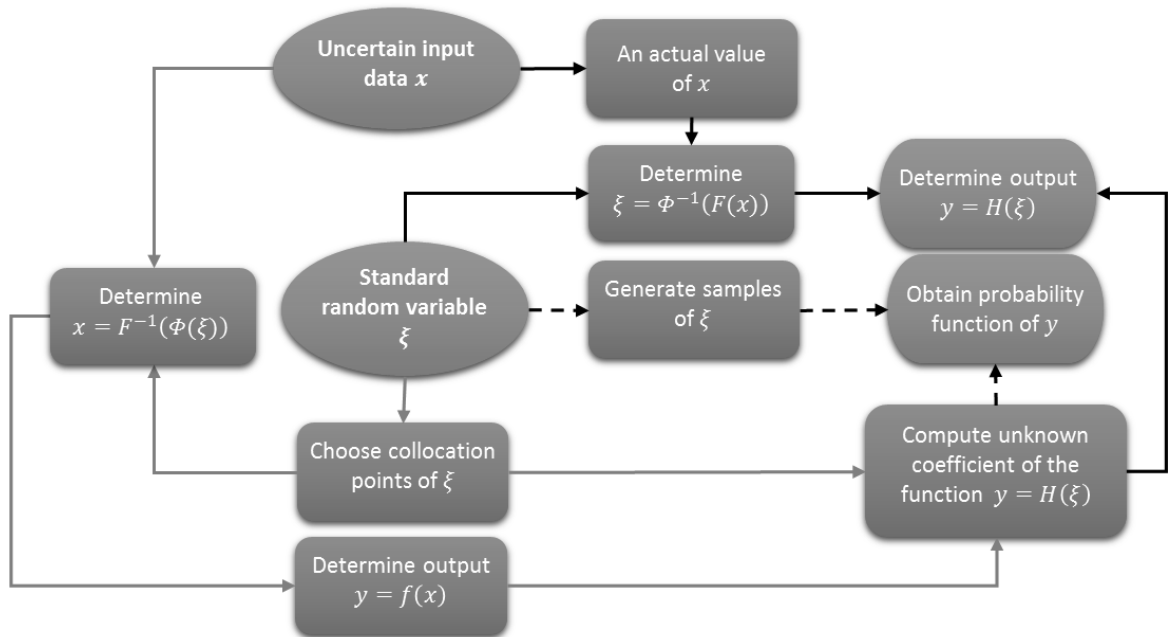 Uncertain input
data x
An actual value
of x
Determine
ξ = Φ⁻¹(F(x))
Determine output
y = H(ξ)
Determine
x = F⁻¹(Φ(ξ))
Standard
random variable
ξ
Generate samples
of ξ
Obtain probability
function of y
Choose collocation
points of ξ
Compute unknown
coefficient of the
function y = H(ξ)
Determine output
y = f(x)